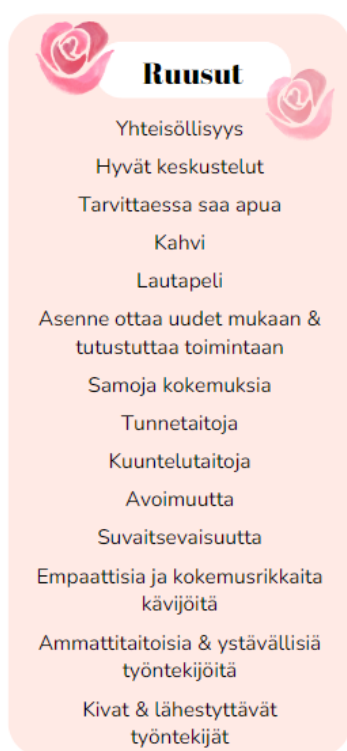 Ruusut
Yhteisöllisyys
Hyvät keskustelut
Tarvittaessa saa apua
Kahvi
Lautapeli
Asenne ottaa uudet mukaan &
tutustuttaa toimintaan
Samoja kokemuksia
Tunnetaitoja
Kuuntelutaitoja
Avoimuutta
Suvaitsevaisuutta
Empaattisia ja kokemusrikkaita
kävijöitä
Ammattitaitoisia & ystävällisiä
työntekijöitä
Kivat & lähestyttävät
työntekijät